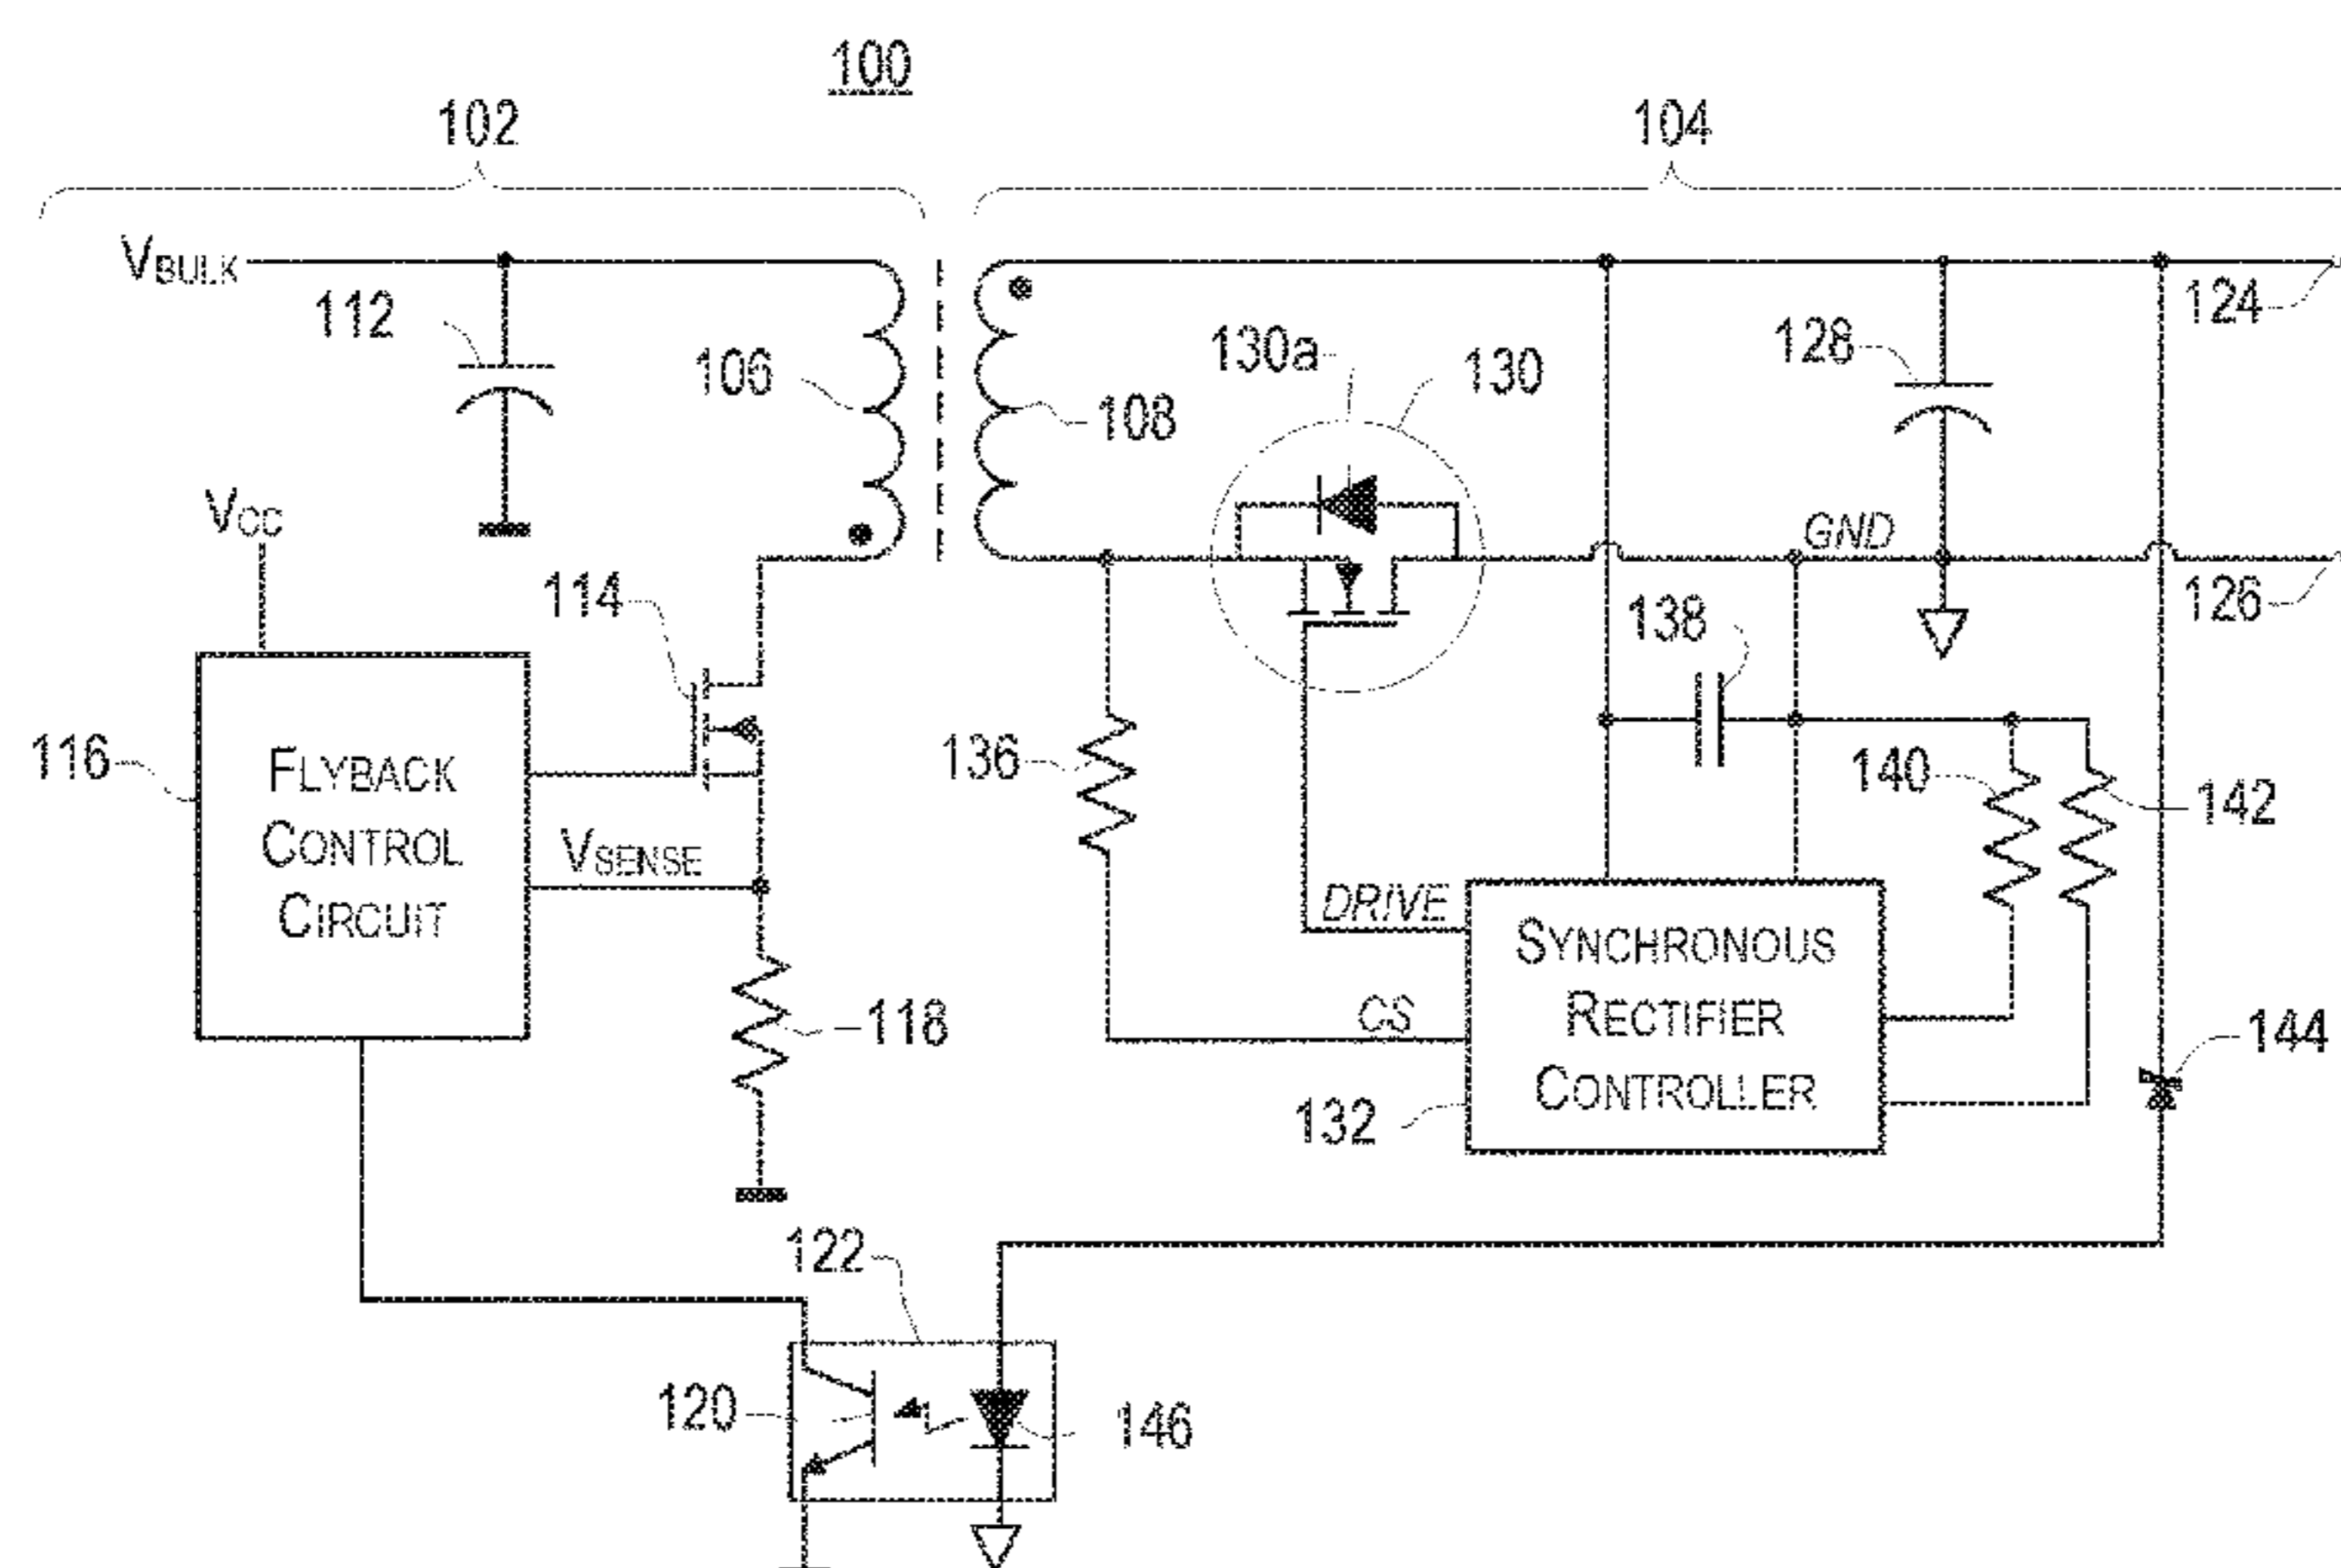 100
102
104
VBULK
112
106
108
130a
130
128
124
VCC
114
GND
126
138
116
FLYBACK
CONTROL
CIRCUIT
VSENSE
136
140
142
DRIVE
SYNCHRONOUS
RECTIFIER
CONTROLLER
CS
118
132
144
122
120
146